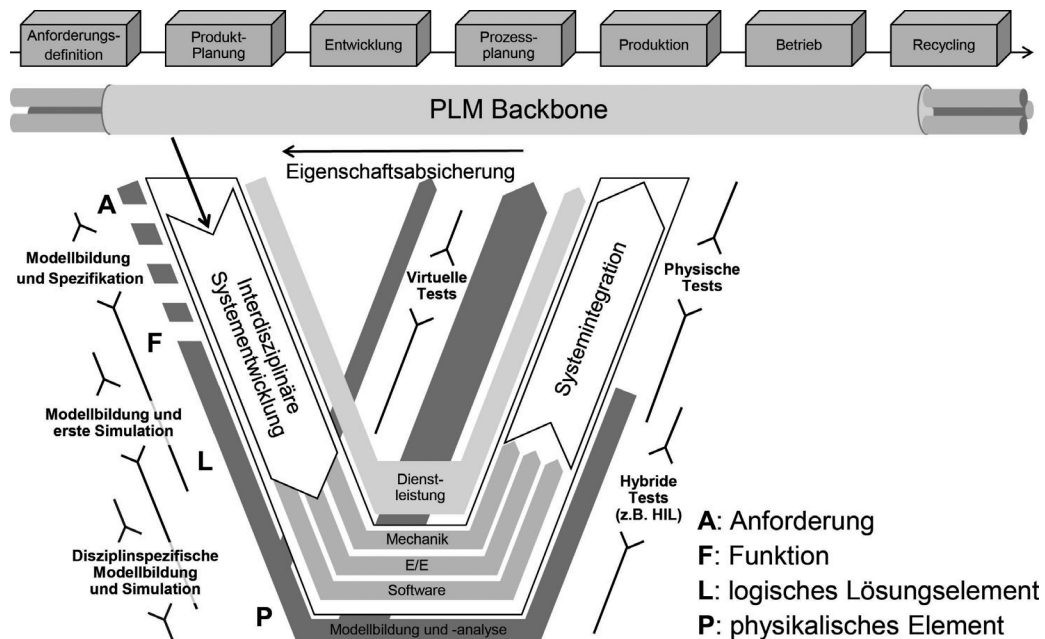 Anforderungs-
definition
Produkt-
Planung
Entwicklung
Prozess-
planung
Produktion
Betrieb
Recycling
PLM Backbone
Eigenschaftsabsicherung
A
Modellbildung
und Spezifikation
F
Modellbildung und
erste Simulation
L
Disziplinspezifische
Modellbildung
und Simulation
P
Interdisziplinäre
Systementwicklung
Virtuelle
Tests
Systemintegration
Physische
Tests
Hybride
Tests
(z.B. HIL)
Dienst-
leistung
Mechanik
E/E
Software
Modellbildung und -analyse
A: Anforderung
F: Funktion
L: logisches Lösungselement
P: physikalisches Element